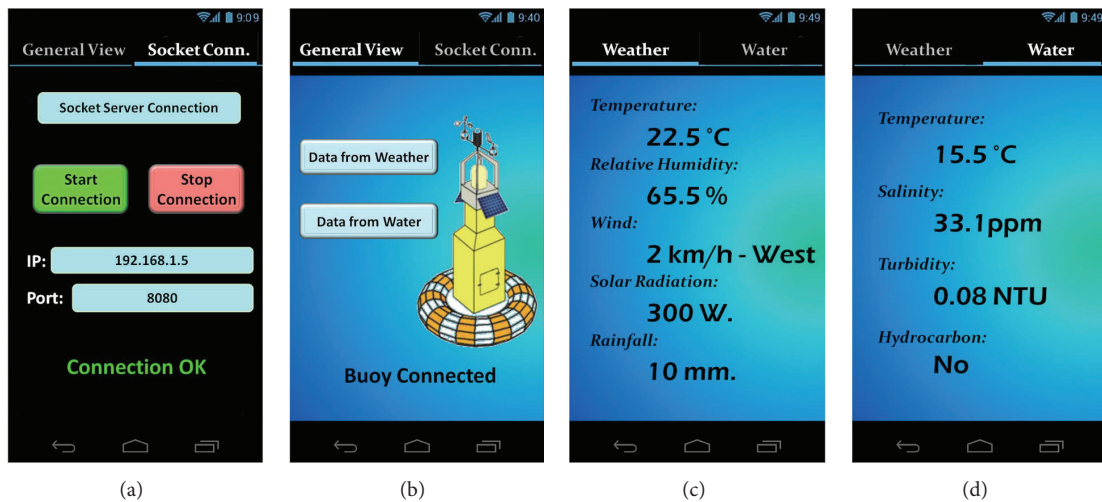 9:09
General View Socket Conn.
Socket Server Connection
Start
Connection
Stop
Connection
IP: 192.168.1.5
Port: 8080
Connection OK
(a)
9:40
General View Socket Conn.
Data from Weather
Data from Water
Buoy Connected
(b)
9:49
Weather Water
Temperature:
22.5 °C
Relative Humidity:
65.5 %
Wind:
2 km/h - West
Solar Radiation:
300 W.
Rainfall:
10 mm.
(c)
9:49
Weather Water
Temperature:
15.5 °C
Salinity:
33.1ppm
Turbidity:
0.08 NTU
Hydrocarbon:
No
(d)